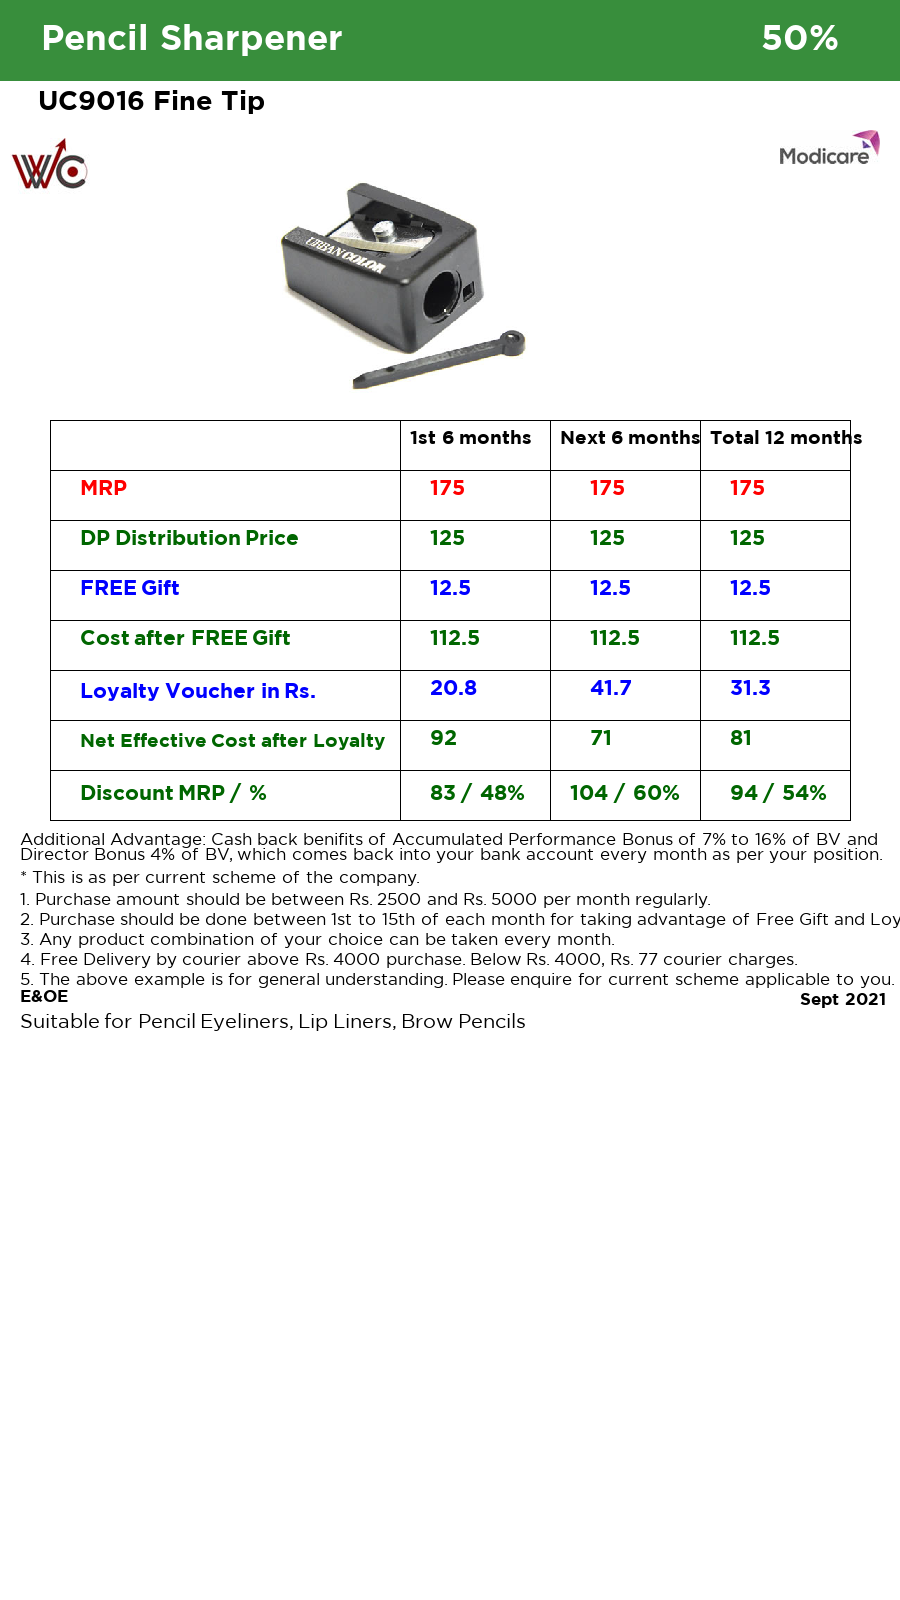 Pencil Sharpener 50%
UC9016 Fine Tip
WC
Modicare
URBAN COLOR
1st 6 months Next 6 months Total 12 months
MRP 175 175 175
DP Distribution Price 125 125 125
FREE Gift 12.5 12.5 12.5
Cost after FREE Gift 112.5 112.5 112.5
Loyalty Voucher in Rs. 20.8 41.7 31.3
Net Effective Cost after Loyalty 92 71 81
Discount MRP / % 83 / 48% 104 / 60% 94 / 54%
Additional Advantage: Cash back benifits of Accumulated Performance Bonus of 7% to 16% of BV and
Director Bonus 4% of BV, which comes back into your bank account every month as per your position.
* This is as per current scheme of the company.
1. Purchase amount should be between Rs. 2500 and Rs. 5000 per month regularly.
2. Purchase should be done between 1st to 15th of each month for taking advantage of Free Gift and Loy
3. Any product combination of your choice can be taken every month.
4. Free Delivery by courier above Rs. 4000 purchase. Below Rs. 4000, Rs. 77 courier charges.
5. The above example is for general understanding. Please enquire for current scheme applicable to you.
E&OE
Sept 2021
Suitable for Pencil Eyeliners, Lip Liners, Brow Pencils